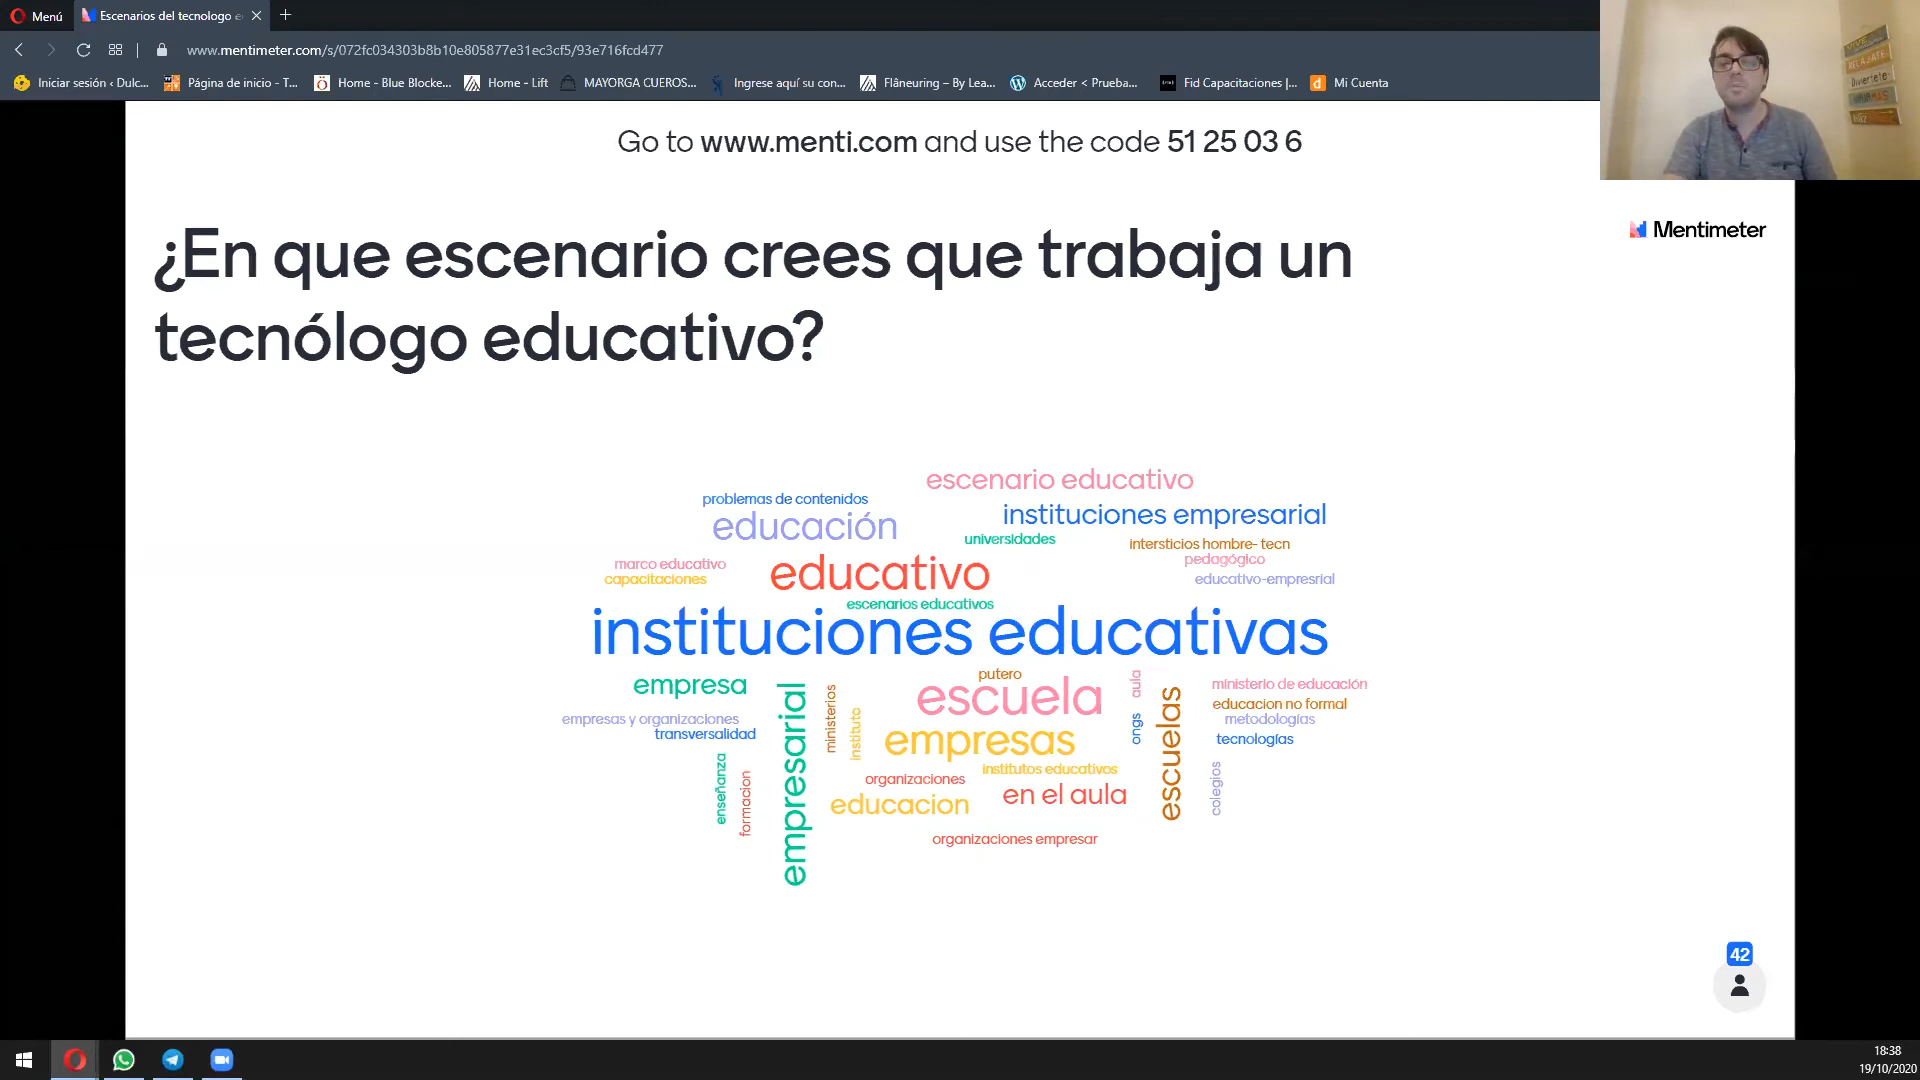 Menú
Escenarios del tecnologo e
www.mentimeter.com/s/072fc034303b8b10e805877e31ec3cf5/93e716fcd477
Iniciar sesión ‹ Dulc...
Página de inicio - T...
Home - Blue Blocke...
Home - Lift
MAYORGA CUEROS...
Ingrese aquí su con...
Flâneuring – By Lea...
Acceder < Prueba...
Fid Capacitaciones |...
Mi Cuenta
VIVE
RELÁJATE
Diviértete
Go to www.menti.com and use the code 51 25 03 6
Mentimeter
¿En que escenario crees que trabaja un
tecnólogo educativo?
escenario educativo
problemas de contenidos
instituciones empresarial
educación
universidades
intersticios hombre- tecn
pedagógico
marco educativo
educativo
capacitaciones
educativo-empresrial
escenarios educativos
instituciones educativas
putero
empresa
empresarial
ministerios
escuela
aula
escuelas
ministerio de educación
educacion no formal
empresas y organizaciones
instituto
metodologías
transversalidad
empresas
ongs
tecnologías
enseñanza
formacion
institutos educativos
organizaciones
educacion
en el aula
colegios
organizaciones empresar
42
18:38
19/10/2020